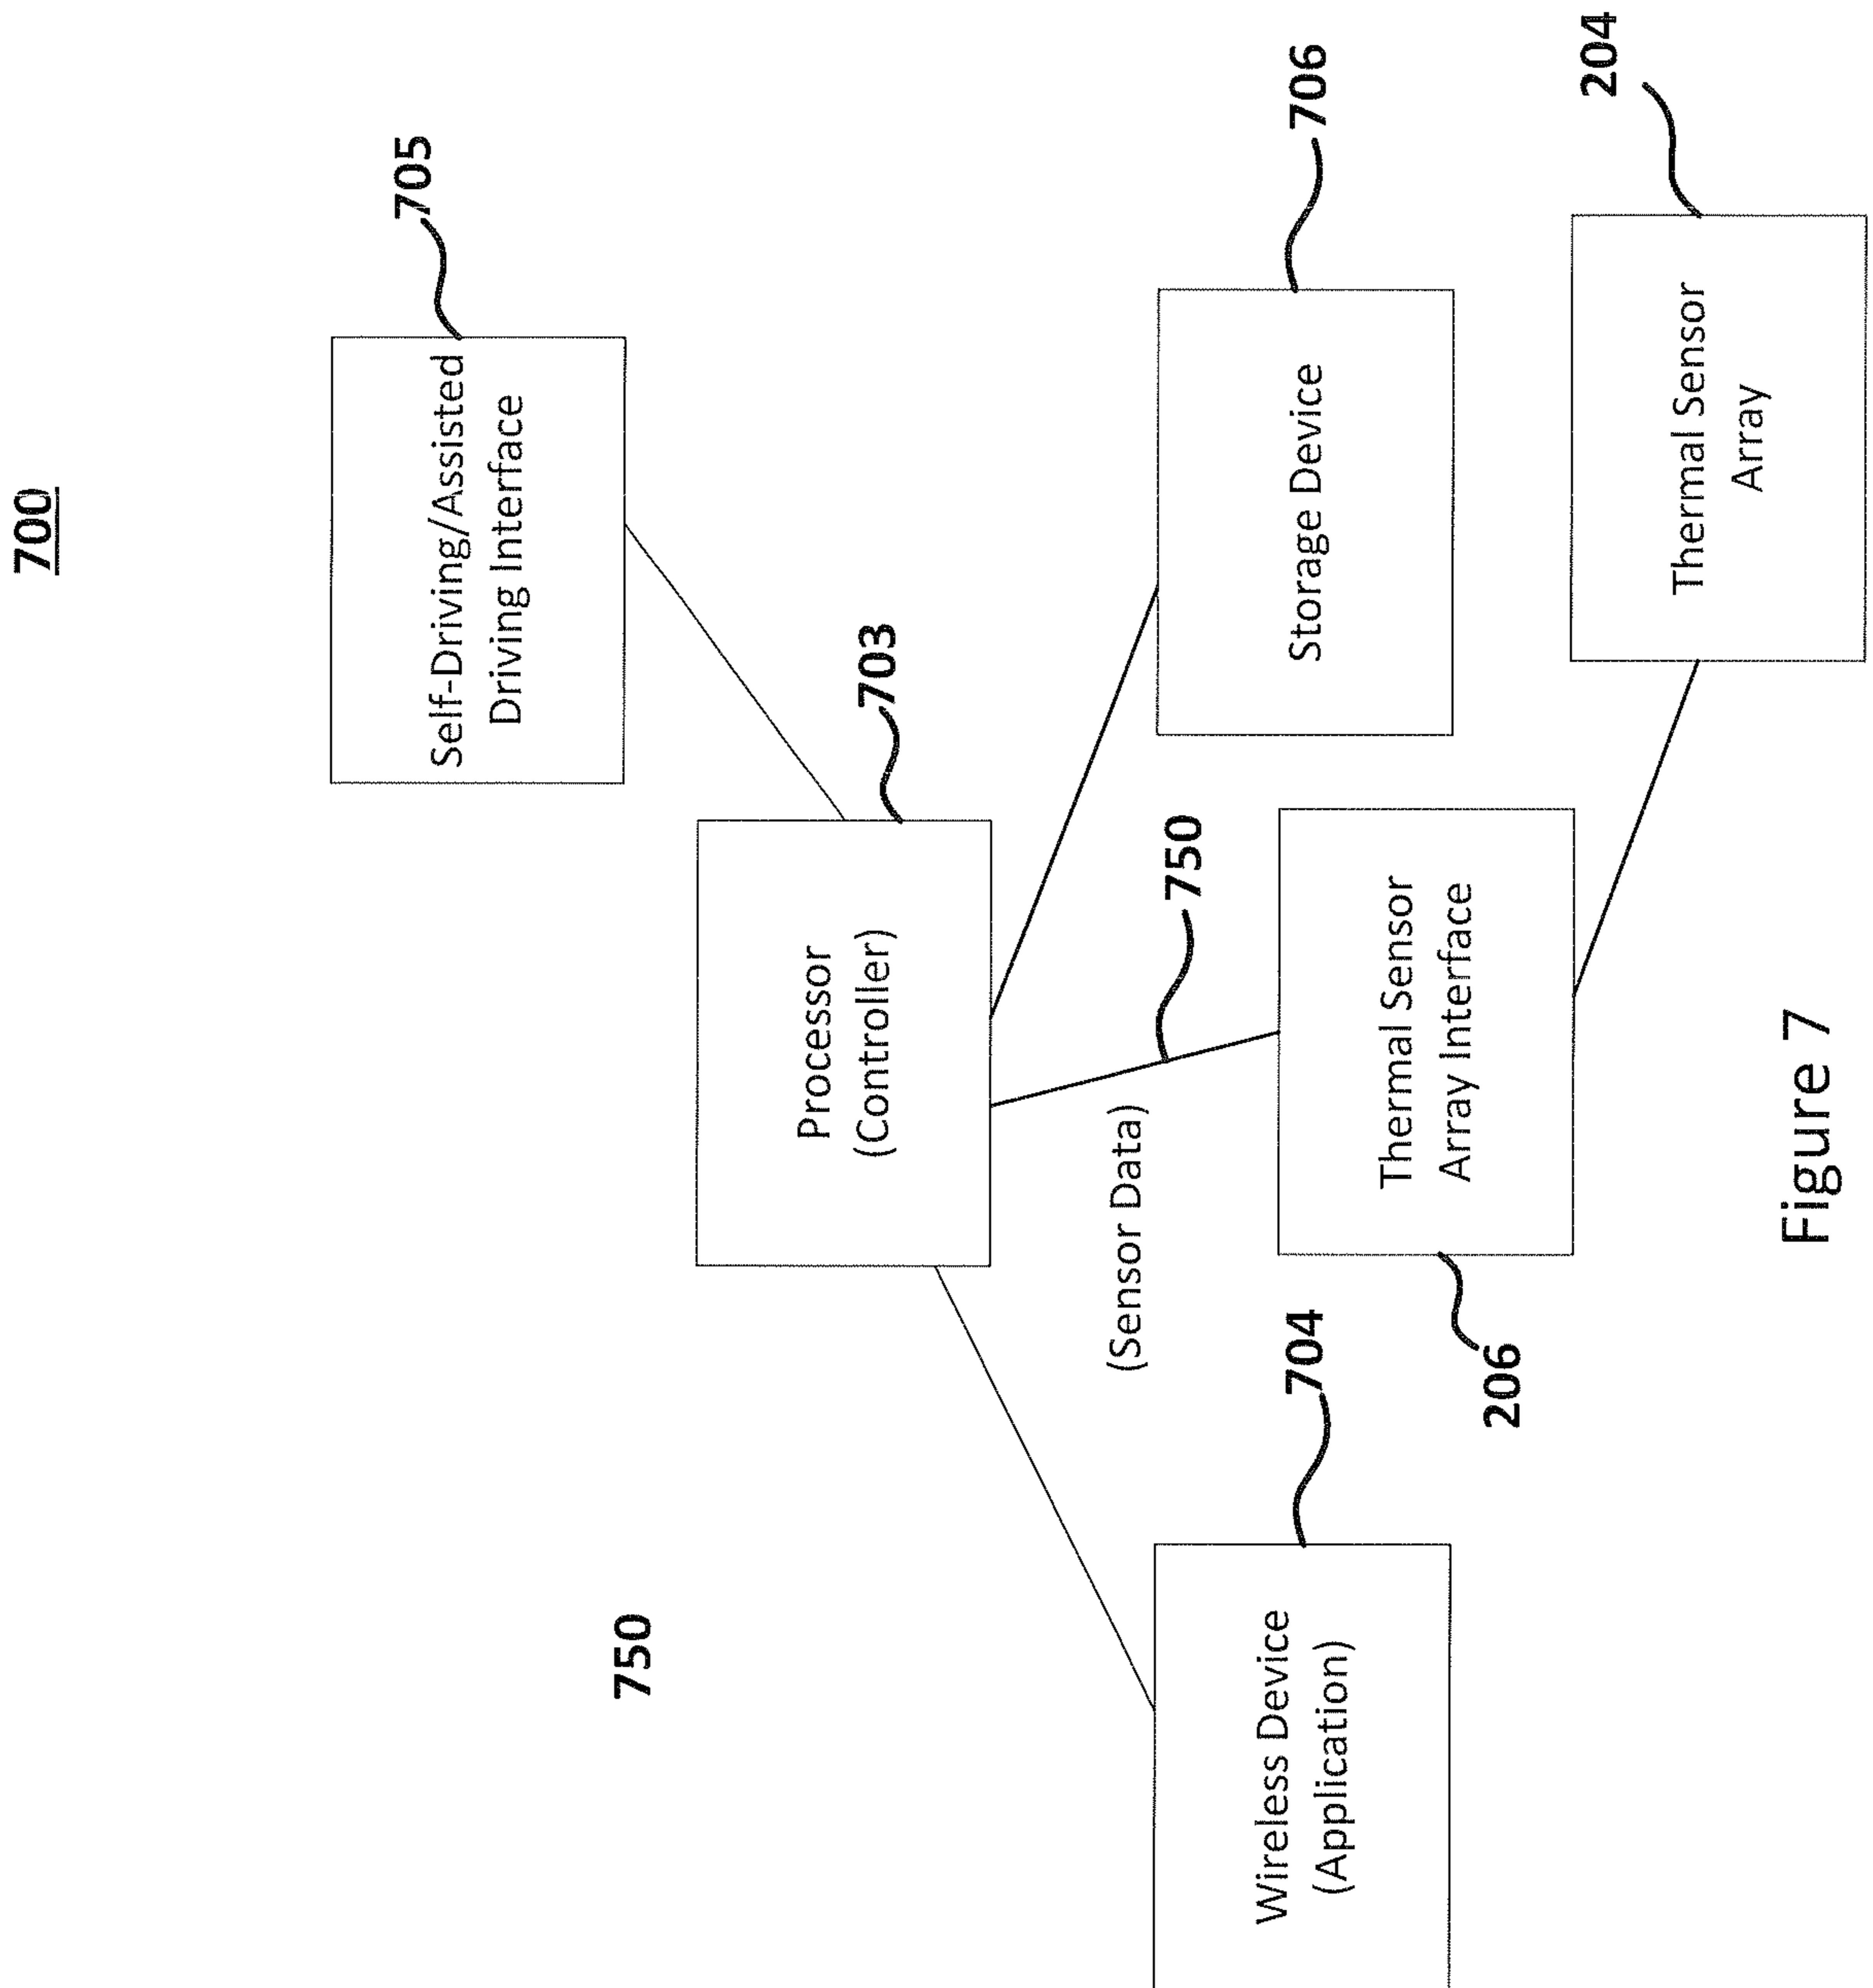 700
705
Self-Driving/Assisted
Driving Interface
750
Processor
(Controller)
703
(Sensor Data)
750
Wireless Device
(Application)
704
Storage Device
706
Thermal Sensor
Array Interface
206
204
Thermal Sensor
Array
Figure 7